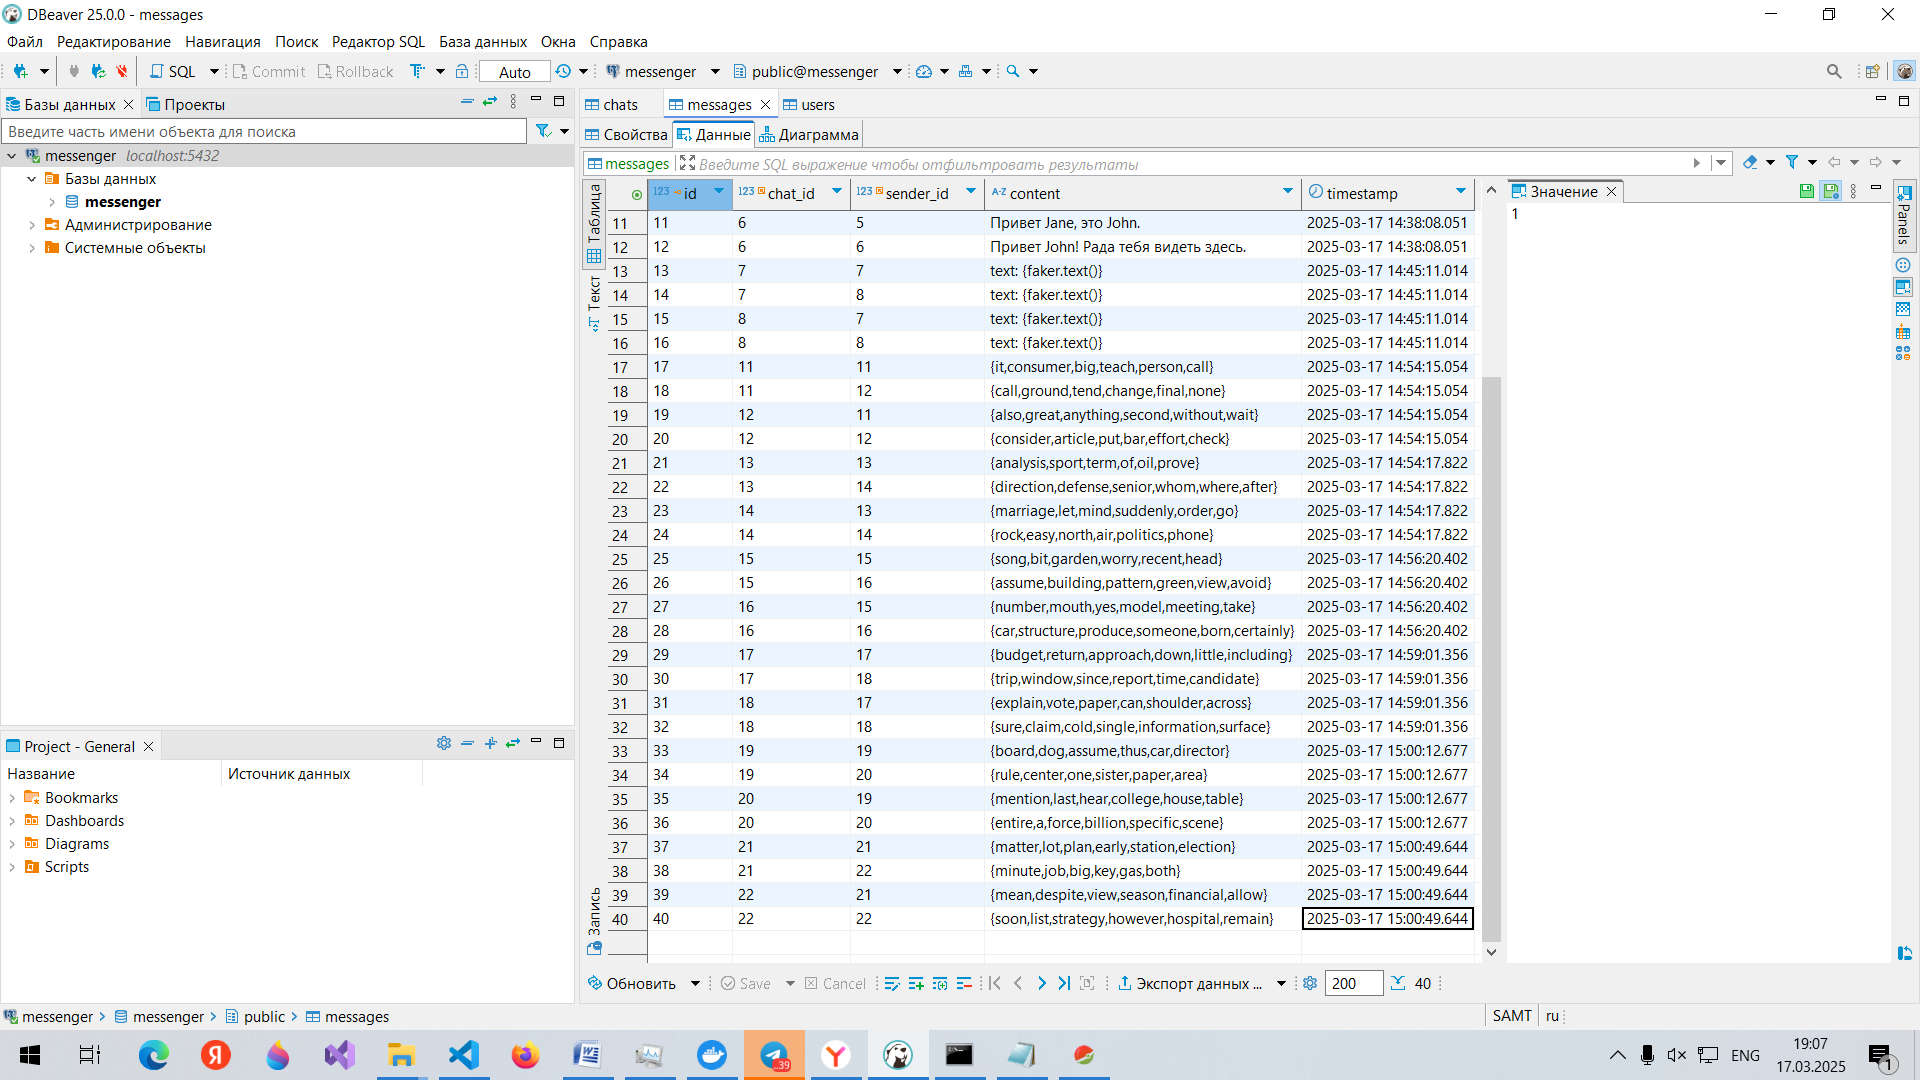 DBeaver 25.0.0 - messages
Файл Редактирование Навигация Поиск Редактор SQL База данных Окна Справка
SQL Commit Rollback Auto messenger public@messenger
Базы данных Проекты
Введите часть имени объекта для поиска
messenger localhost:5432
Базы данных
messenger
Администрирование
Системные объекты
Project - General
Название Источник данных
Bookmarks
Dashboards
Diagrams
Scripts
chats messages users
Свойства Данные Диаграмма
messages Введите SQL выражение чтобы отфильтровать результаты
Таблица
Текст
Запись
123 id 123 chat_id 123 sender_id A-Z content timestamp
11 11 6 5 Привет Jane, это John. 2025-03-17 14:38:08.051
12 12 6 6 Привет John! Рада тебя видеть здесь. 2025-03-17 14:38:08.051
13 13 7 7 text: {faker.text()} 2025-03-17 14:45:11.014
14 14 7 8 text: {faker.text()} 2025-03-17 14:45:11.014
15 15 8 7 text: {faker.text()} 2025-03-17 14:45:11.014
16 16 8 8 text: {faker.text()} 2025-03-17 14:45:11.014
17 17 11 11 {it,consumer,big,teach,person,call} 2025-03-17 14:54:15.054
18 18 11 12 {call,ground,tend,change,final,none} 2025-03-17 14:54:15.054
19 19 12 11 {also,great,anything,second,without,wait} 2025-03-17 14:54:15.054
20 20 12 12 {consider,article,put,bar,effort,check} 2025-03-17 14:54:15.054
21 21 13 13 {analysis,sport,term,of,oil,prove} 2025-03-17 14:54:17.822
22 22 13 14 {direction,defense,senior,whom,where,after} 2025-03-17 14:54:17.822
23 23 14 13 {marriage,let,mind,suddenly,order,go} 2025-03-17 14:54:17.822
24 24 14 14 {rock,easy,north,air,politics,phone} 2025-03-17 14:54:17.822
25 25 15 15 {song,bit,garden,worry,recent,head} 2025-03-17 14:56:20.402
26 26 15 16 {assume,building,pattern,green,view,avoid} 2025-03-17 14:56:20.402
27 27 16 15 {number,mouth,yes,model,meeting,take} 2025-03-17 14:56:20.402
28 28 16 16 {car,structure,produce,someone,born,certainly} 2025-03-17 14:56:20.402
29 29 17 17 {budget,return,approach,down,little,including} 2025-03-17 14:59:01.356
30 30 17 18 {trip,window,since,report,time,candidate} 2025-03-17 14:59:01.356
31 31 18 17 {explain,vote,paper,can,shoulder,across} 2025-03-17 14:59:01.356
32 32 18 18 {sure,claim,cold,single,information,surface} 2025-03-17 14:59:01.356
33 33 19 19 {board,dog,assume,thus,car,director} 2025-03-17 15:00:12.677
34 34 19 20 {rule,center,one,sister,paper,area} 2025-03-17 15:00:12.677
35 35 20 19 {mention,last,hear,college,house,table} 2025-03-17 15:00:12.677
36 36 20 20 {entire,a,force,billion,specific,scene} 2025-03-17 15:00:12.677
37 37 21 21 {matter,lot,plan,early,station,election} 2025-03-17 15:00:49.644
38 38 21 22 {minute,job,big,key,gas,both} 2025-03-17 15:00:49.644
39 39 22 21 {mean,despite,view,season,financial,allow} 2025-03-17 15:00:49.644
40 40 22 22 {soon,list,strategy,however,hospital,remain} 2025-03-17 15:00:49.644
Значение
1
Panels
Обновить Save Cancel Экспорт данных ... 200 40
messenger messenger public messages
SAMT ru
39
ENG
19:07
17.03.2025
1